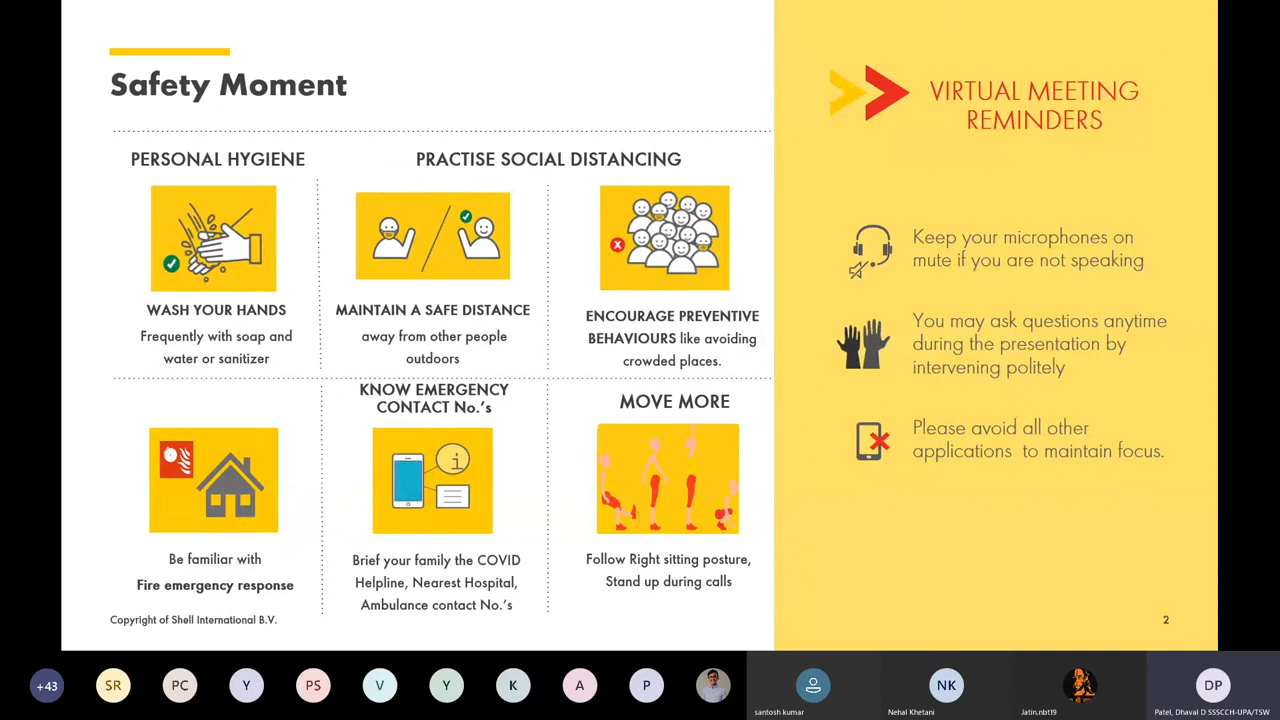 Safety Moment
PERSONAL HYGIENE
PRACTISE SOCIAL DISTANCING
WASH YOUR HANDS
Frequently with soap and
water or sanitizer
MAINTAIN A SAFE DISTANCE
away from other people
outdoors
ENCOURAGE PREVENTIVE
BEHAVIOURS like avoiding
crowded places.
Be familiar with
Fire emergency response
KNOW EMERGENCY
CONTACT No.'s
i
Brief your family the COVID
Helpline, Nearest Hospital,
Ambulance contact No.'s
MOVE MORE
Follow Right sitting posture,
Stand up during calls
Copyright of Shell International B.V.
VIRTUAL MEETING
REMINDERS
Keep your microphones on
mute if you are not speaking
You may ask questions anytime
during the presentation by
intervening politely
Please avoid all other
applications to maintain focus.
2
+43
SR
PC
Y
PS
V
Y
K
A
P
santosh kumar
NK
Nehal Khetani
Jatin.nbt19
DP
Patel, Dhaval D SSSCCH-UPA/TSW